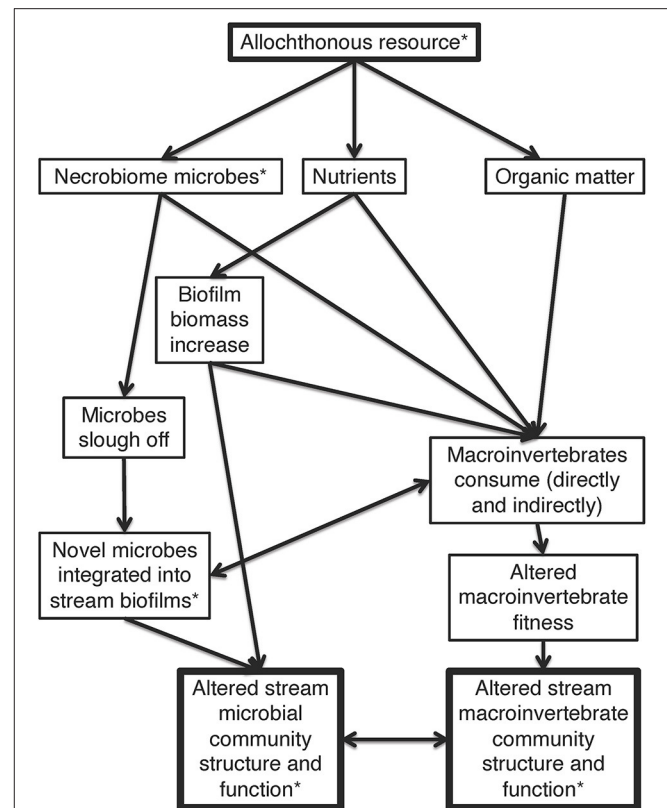 Allochthonous resource*
Necrobiome microbes*
Nutrients
Organic matter
Biofilm
biomass
increase
Microbes
slough off
Macroinvertebrates
consume (directly
and indirectly)
Novel microbes
integrated into
stream biofilms*
Altered
macroinvertebrate
fitness
Altered stream
microbial
community
structure and
function*
Altered stream
macroinvertebrate
community
structure and
function*